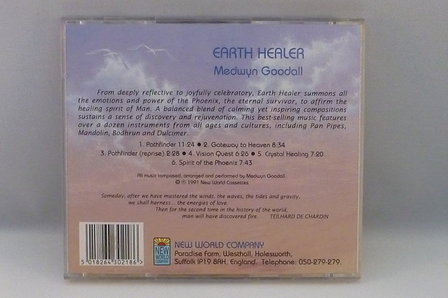 EARTH HEALER
Medwyn Goodall
From deeply reflective to joyfully celebratory, Earth Healer summons all
the emotions and power of the Phoenix, the eternal survivor, to affirm the
healing spirit of Man. A balanced blend of calming yet inspiring compositions
sustains a sense of discovery and rejuvenation. This best-selling music features
over a dozen instruments from all ages and cultures, including Pan Pipes,
Mandolin, Bodhrun and Dulcimer.
1. Pathfinder 11:24 • 2. Gateway to Heaven 8:34
3. Pathfinder (reprise) 2:28 • 4. Vision Quest 6:26 • 5. Crystal Healing 7:20
6. Spirit of the Phoenix 7:43
All music composed, arranged and performed by Medwyn Goodall.
© ℗ 1991 New World Cassettes
Someday, after we have mastered the winds, the waves, the tides and gravity,
we shall harness... the energies of love.
Then for the second time in the history of the world,
man will have discovered fire. TEILHARD DE CHARDIN
NEW WORLD COMPANY
Paradise Farm, Westhall, Halesworth,
Suffolk IP19 8RH, England. Telephone: 050-279-279.
NEW WORLD
5 018264 302186